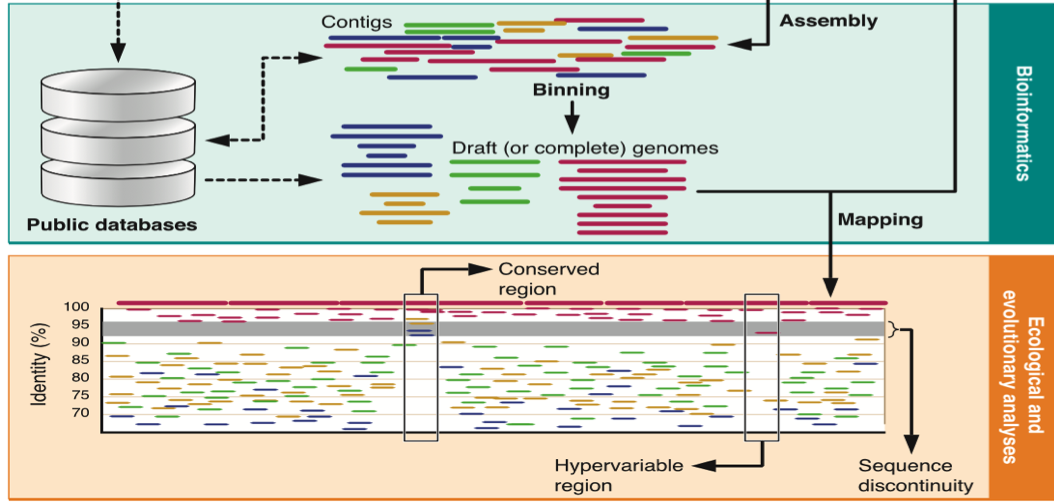 Contigs
Assembly
Binning
Draft (or complete) genomes
Public databases
Mapping
Bioinformatics
Conserved
region
Identity (%)
100
95
90
85
80
75
70
Hypervariable
region
Sequence
discontinuity
Ecological and
evolutionary analyses